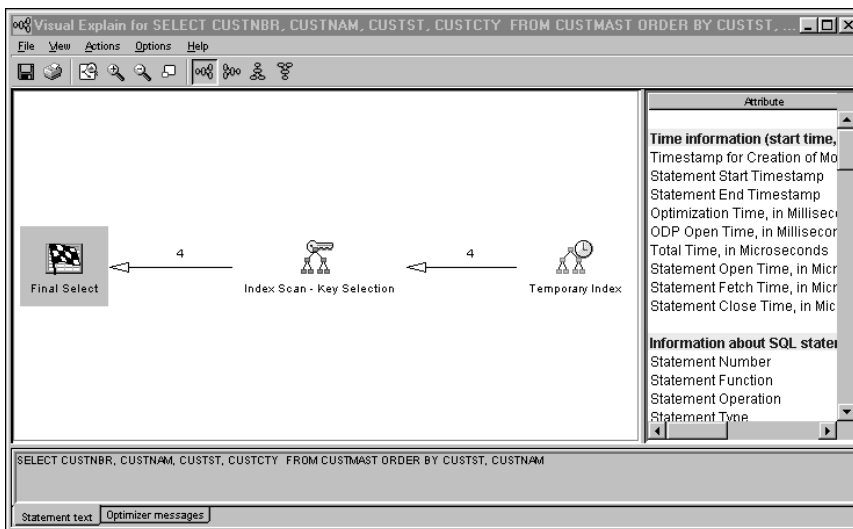 Visual Explain for SELECT CUSTNBR, CUSTNAM, CUSTST, CUSTCTY FROM CUSTMAST ORDER BY CUSTST, ...
File View Actions Options Help
Attribute
Time information (start time,
Timestamp for Creation of Mo
Statement Start Timestamp
Statement End Timestamp
Optimization Time, in Millisec
ODP Open Time, in Millisecon
Total Time, in Microseconds
Statement Open Time, in Micr
Statement Fetch Time, in Micr
Statement Close Time, in Mic
Information about SQL stater
Statement Number
Statement Function
Statement Operation
Statement Type
4 4
Final Select Index Scan - Key Selection Temporary Index
SELECT CUSTNBR, CUSTNAM, CUSTST, CUSTCTY FROM CUSTMAST ORDER BY CUSTST, CUSTNAM
Statement text Optimizer messages